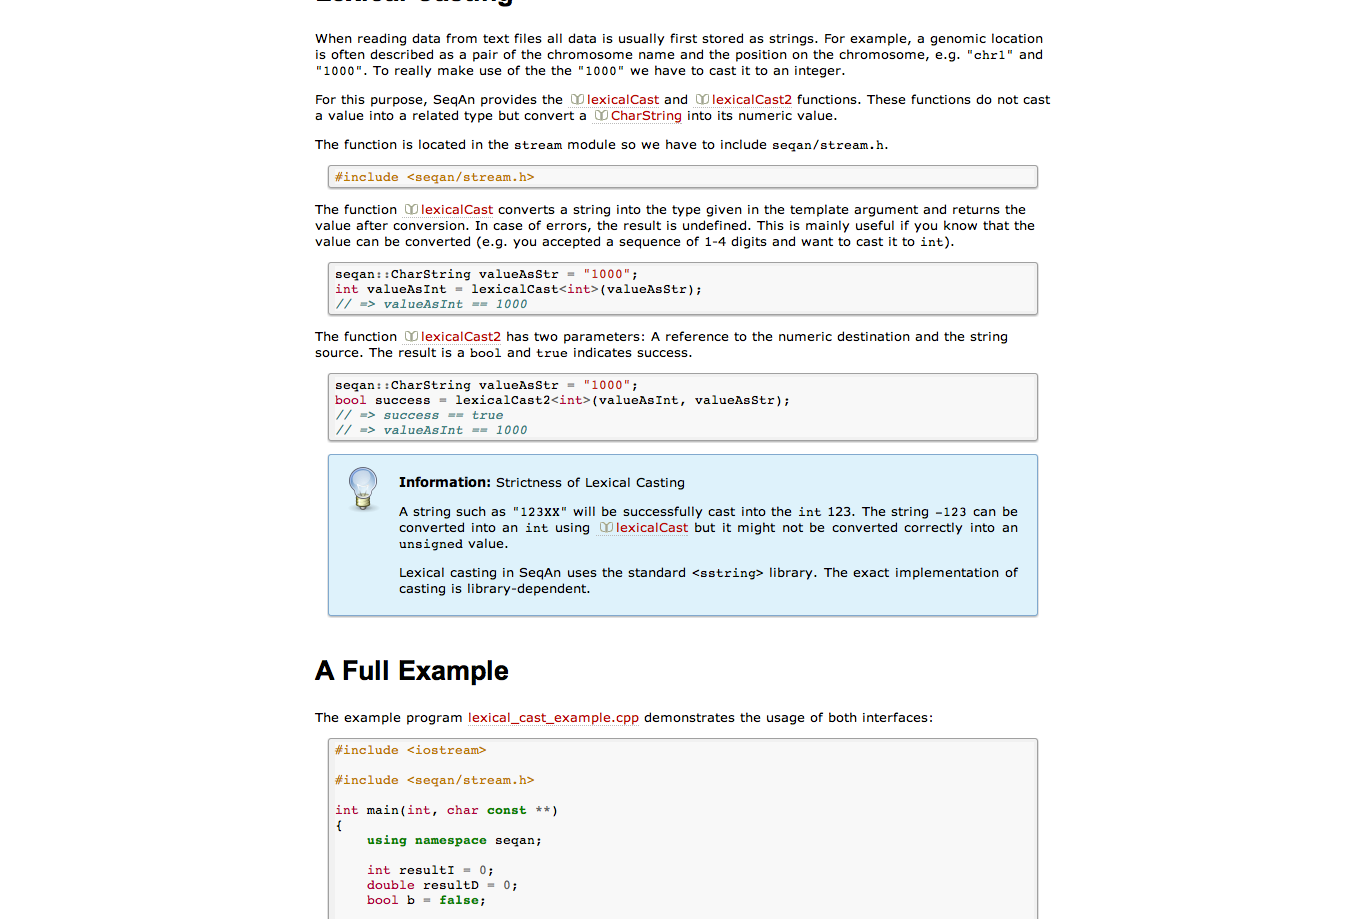 Lexical Casting
When reading data from text files all data is usually first stored as strings. For example, a genomic location
is often described as a pair of the chromosome name and the position on the chromosome, e.g. "chr1" and
"1000". To really make use of the the "1000" we have to cast it to an integer.
For this purpose, SeqAn provides the lexicalCast and lexicalCast2 functions. These functions do not cast
a value into a related type but convert a CharString into its numeric value.
The function is located in the stream module so we have to include seqan/stream.h.
#include <seqan/stream.h>
The function lexicalCast converts a string into the type given in the template argument and returns the
value after conversion. In case of errors, the result is undefined. This is mainly useful if you know that the
value can be converted (e.g. you accepted a sequence of 1-4 digits and want to cast it to int).
seqan::CharString valueAsStr = "1000";
int valueAsInt = lexicalCast<int>(valueAsStr);
// => valueAsInt == 1000
The function lexicalCast2 has two parameters: A reference to the numeric destination and the string
source. The result is a bool and true indicates success.
seqan::CharString valueAsStr = "1000";
bool success = lexicalCast2<int>(valueAsInt, valueAsStr);
// => success == true
// => valueAsInt == 1000
Information: Strictness of Lexical Casting
A string such as "123XX" will be successfully cast into the int 123. The string -123 can be
converted into an int using lexicalCast but it might not be converted correctly into an
unsigned value.
Lexical casting in SeqAn uses the standard <sstring> library. The exact implementation of
casting is library-dependent.
A Full Example
The example program lexical_cast_example.cpp demonstrates the usage of both interfaces:
#include <iostream>
#include <seqan/stream.h>
int main(int, char const **)
{
using namespace seqan;
int resultI = 0;
double resultD = 0;
bool b = false;